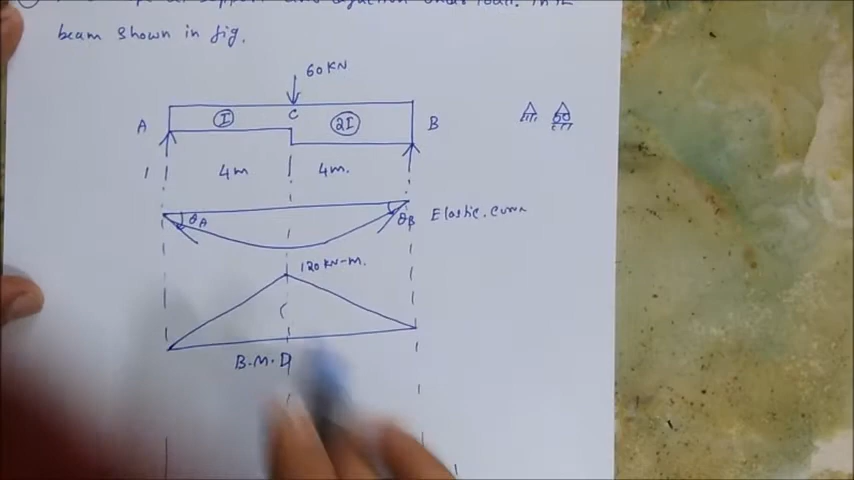 beam shown in fig.
60 KN
A
I
C
2I
B
4m
4m.
θA
θB
Elastic. curve
120 KN-m.
B.M.D